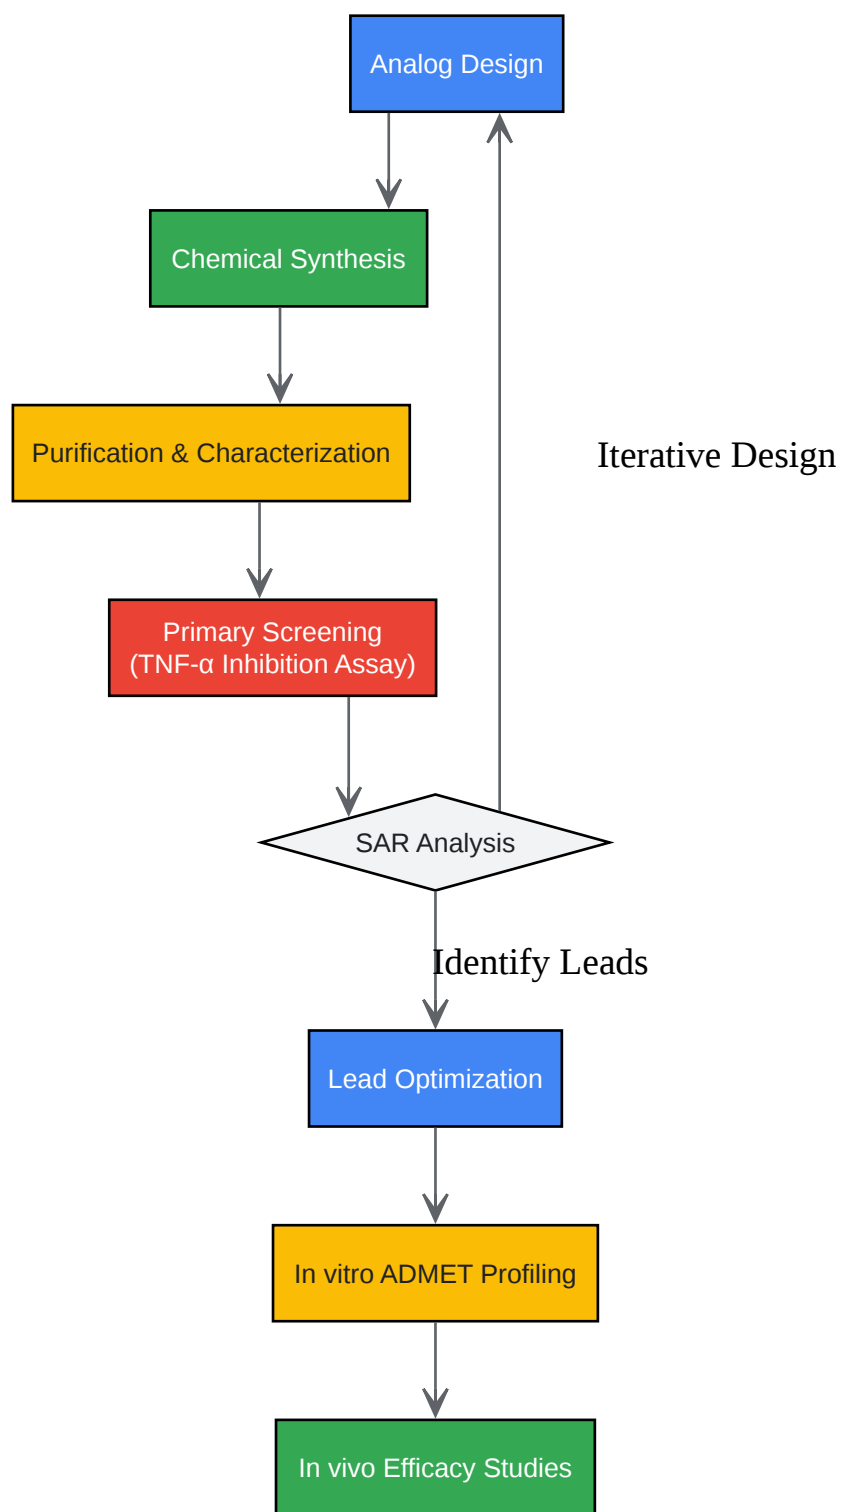 Analog Design
Chemical Synthesis
Purification & Characterization
Iterative Design
Primary Screening
(TNF-α Inhibition Assay)
SAR Analysis
Identify Leads
Lead Optimization
In vitro ADMET Profiling
In vivo Efficacy Studies